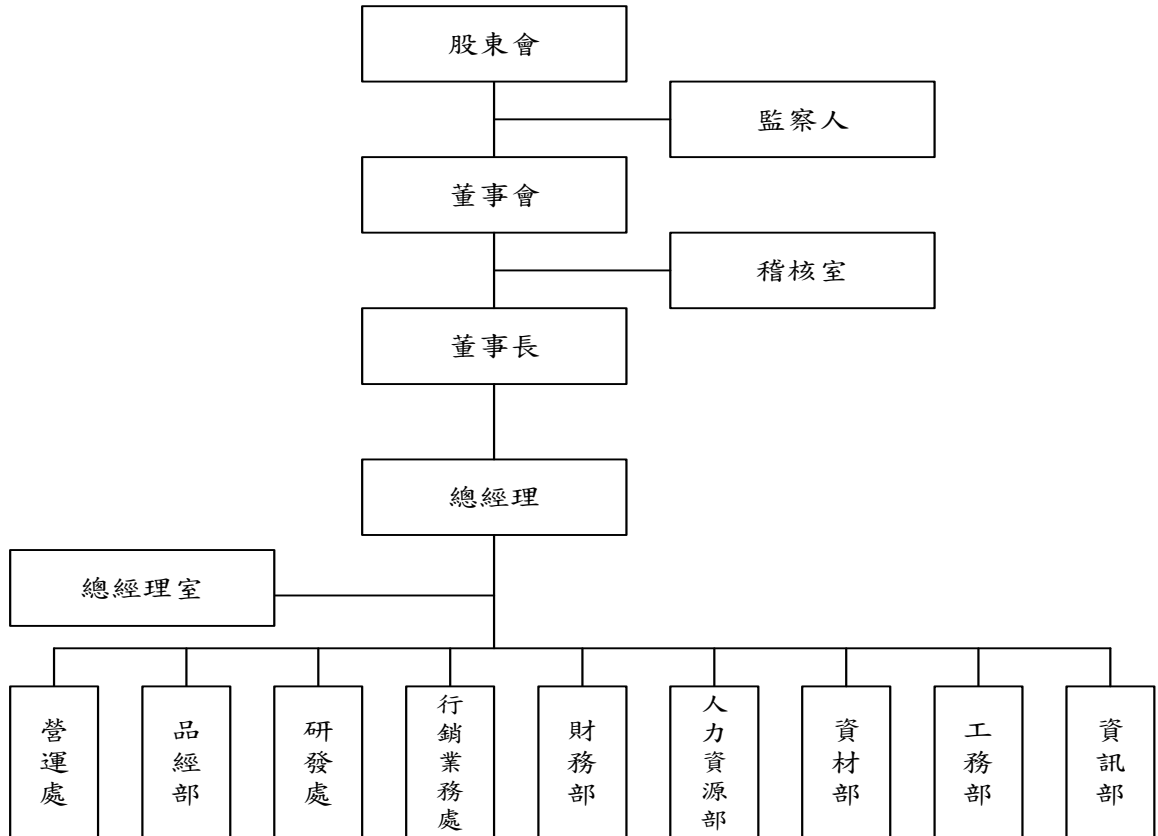 股東會
監察人
董事會
稽核室
董事長
總經理
總經理室
營運處
品經部
研發處
行銷業務處
財務部
人力資源部
資材部
工務部
資訊部